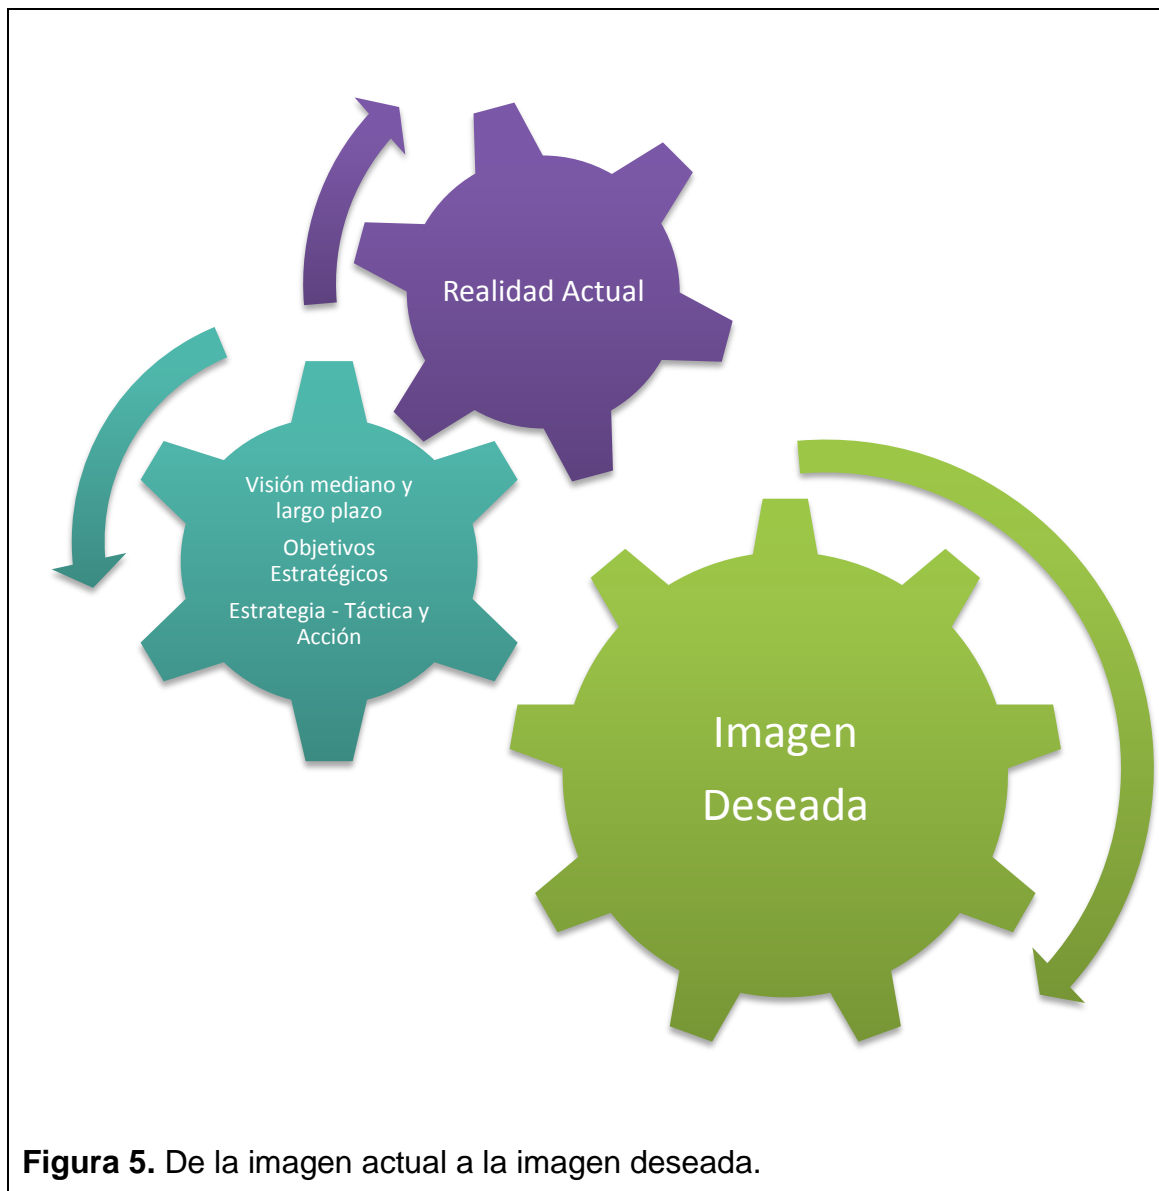 Realidad Actual
Visión mediano y
largo plazo
Objetivos
Estratégicos
Estrategia - Táctica y
Acción
Imagen
Deseada
Figura 5. De la imagen actual a la imagen deseada.